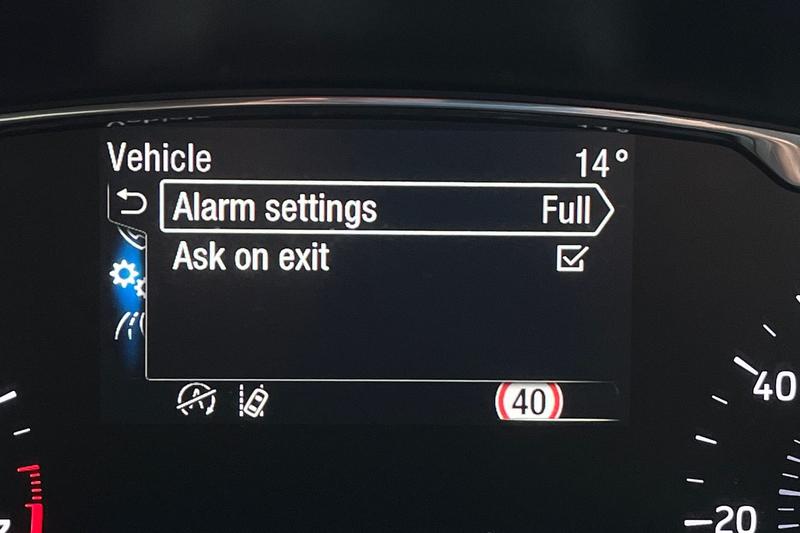 Vehicle 14°
Alarm settings Full
Ask on exit
A 40
40
20